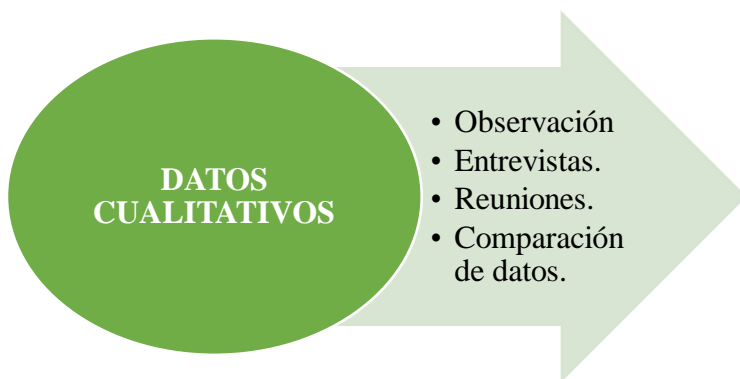 DATOS
CUALITATIVOS
• Observación
• Entrevistas.
• Reuniones.
• Comparación
de datos.